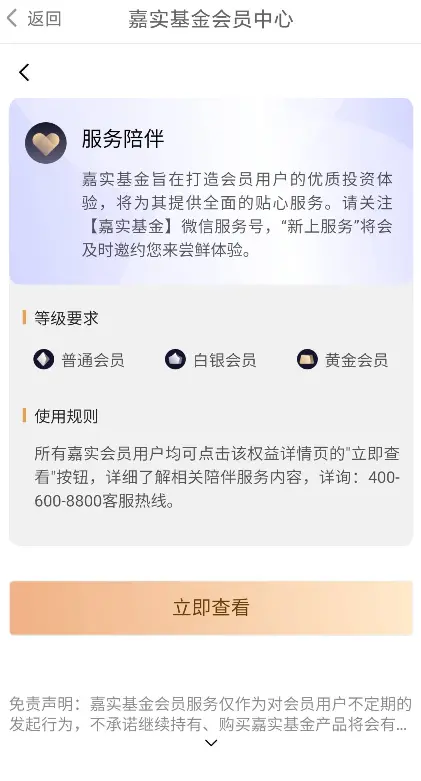 返回
嘉实基金会员中心
服务陪伴
嘉实基金旨在打造会员用户的优质投资体
验，将为其提供全面的贴心服务。请关注
【嘉实基金】微信服务号，“新上服务”将会
及时邀约您来尝鲜体验。
等级要求
普通会员 白银会员 黄金会员
使用规则
所有嘉实会员用户均可点击该权益详情页的"立即查
看"按钮，详细了解相关陪伴服务内容，详询：400-
600-8800客服热线。
立即查看
免责声明：嘉实基金会员服务仅作为对会员用户不定期的
发起行为，不承诺继续持有、购买嘉实基金产品将会有...